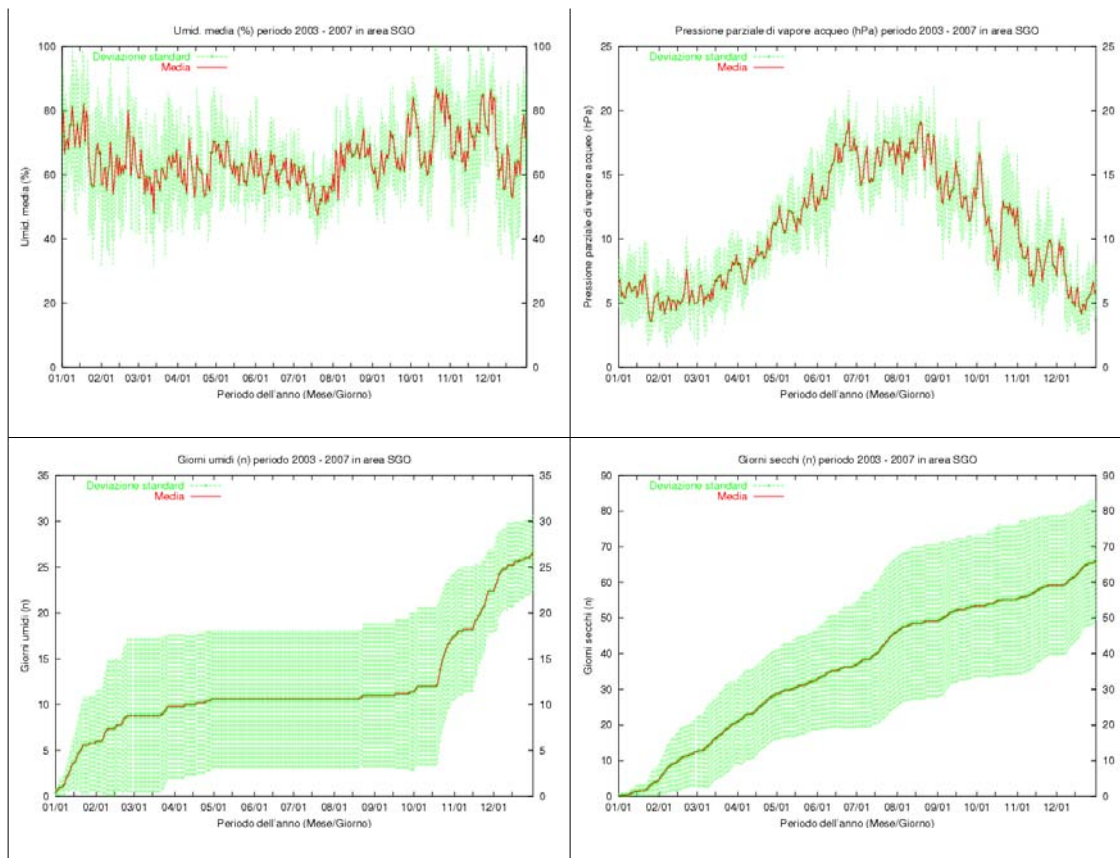 Umid. media (%) periodo 2003 - 2007 in area SGO
Deviazione standard
Media
Umid. media (%)
100
80
60
40
20
0
100
80
60
40
20
0
01/01 02/01 03/01 04/01 05/01 06/01 07/01 08/01 09/01 10/01 11/01 12/01
Periodo dell'anno (Mese/Giorno)
Pressione parziale di vapore acqueo (hPa) periodo 2003 - 2007 in area SGO
Deviazione standard
Media
Pressione parziale di vapore acqueo (hPa)
25
20
15
10
5
0
25
20
15
10
5
0
01/01 02/01 03/01 04/01 05/01 06/01 07/01 08/01 09/01 10/01 11/01 12/01
Periodo dell'anno (Mese/Giorno)
Giorni umidi (n) periodo 2003 - 2007 in area SGO
Deviazione standard
Media
Giorni umidi (n)
35
30
25
20
15
10
5
0
35
30
25
20
15
10
5
0
01/01 02/01 03/01 04/01 05/01 06/01 07/01 08/01 09/01 10/01 11/01 12/01
Periodo dell'anno (Mese/Giorno)
Giorni secchi (n) periodo 2003 - 2007 in area SGO
Deviazione standard
Media
Giorni secchi (n)
90
80
70
60
50
40
30
20
10
0
90
80
70
60
50
40
30
20
10
0
01/01 02/01 03/01 04/01 05/01 06/01 07/01 08/01 09/01 10/01 11/01 12/01
Periodo dell'anno (Mese/Giorno)